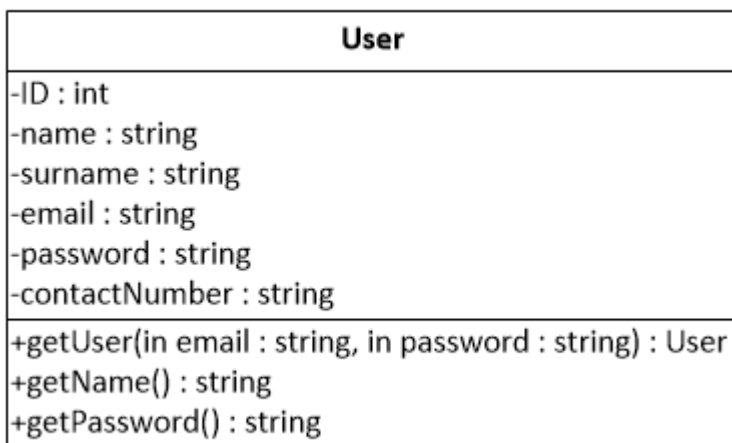 User
-ID : int
-name : string
-surname : string
-email : string
-password : string
-contactNumber : string
+getUser(in email : string, in password : string) : User
+getName() : string
+getPassword() : string